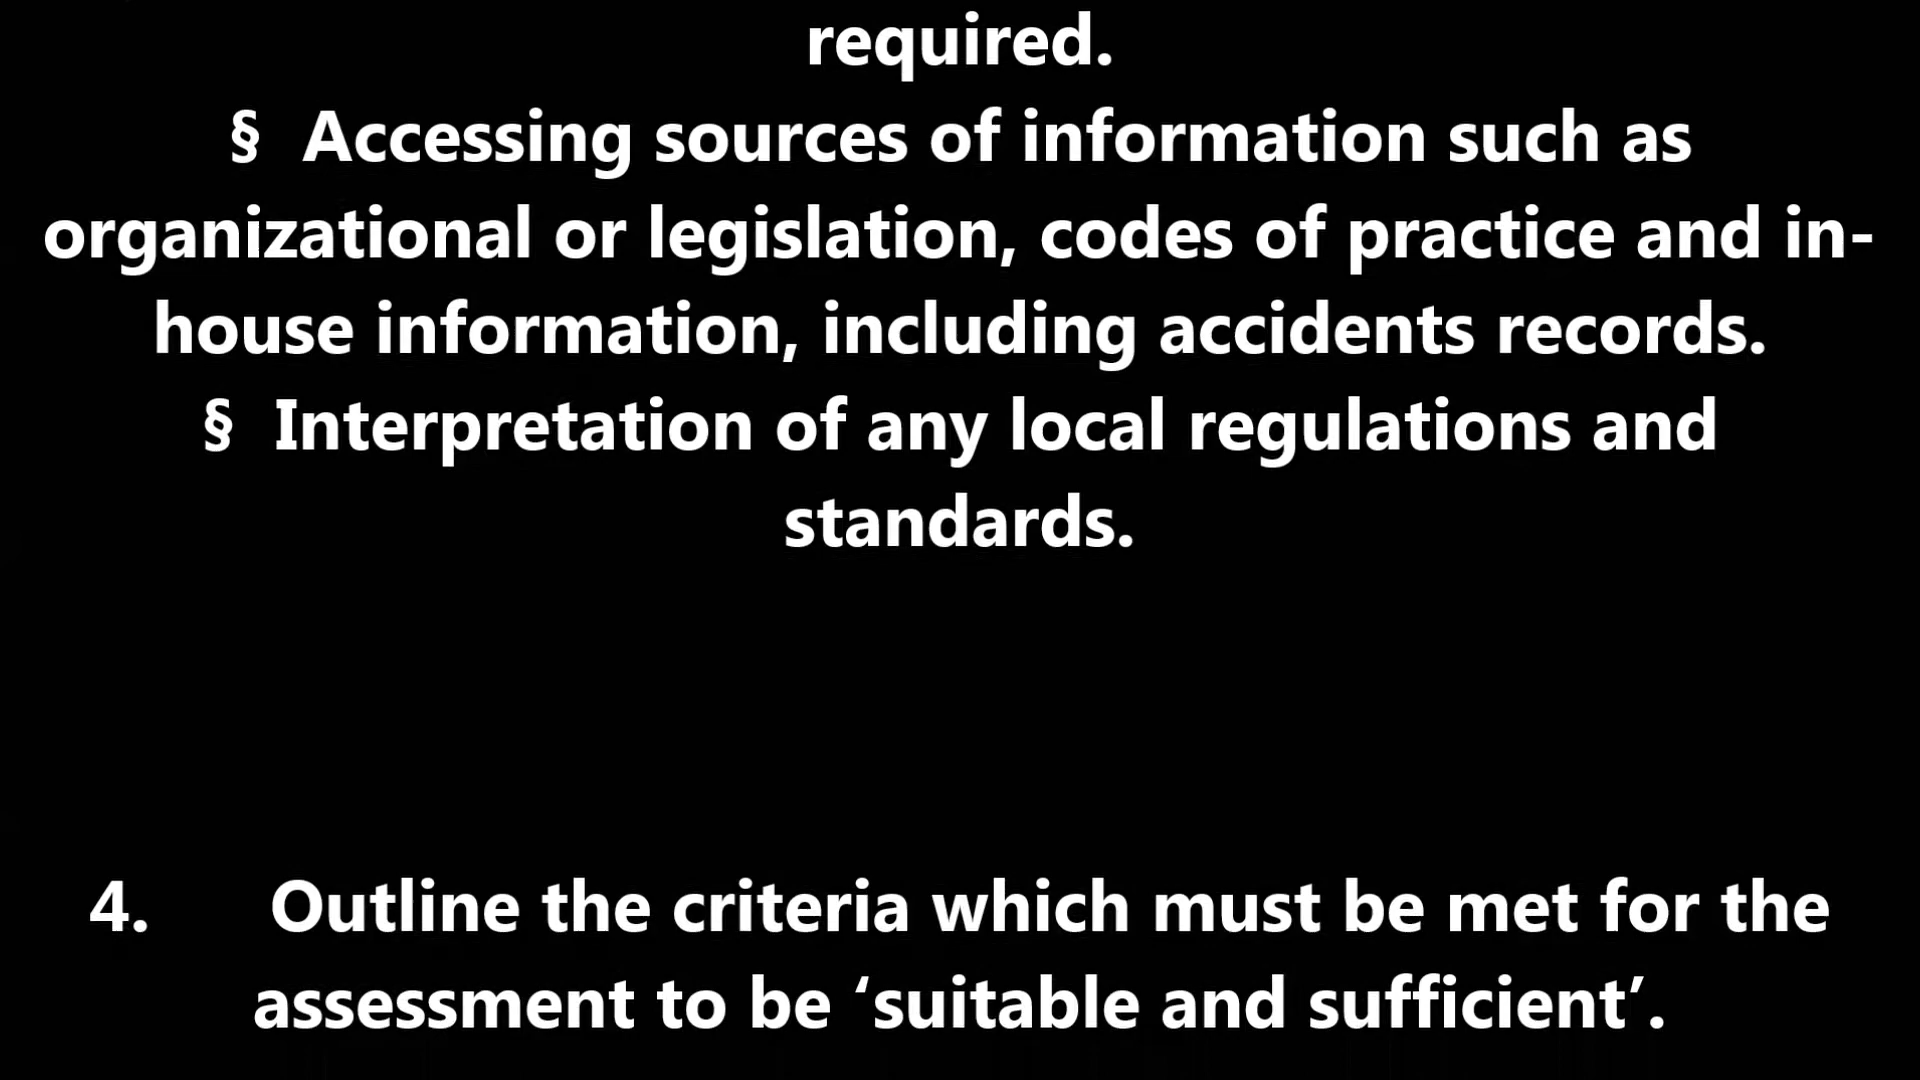 required.
§ Accessing sources of information such as
organizational or legislation, codes of practice and in-
house information, including accidents records.
§ Interpretation of any local regulations and
standards.
4. Outline the criteria which must be met for the
assessment to be ‘suitable and sufficient’.